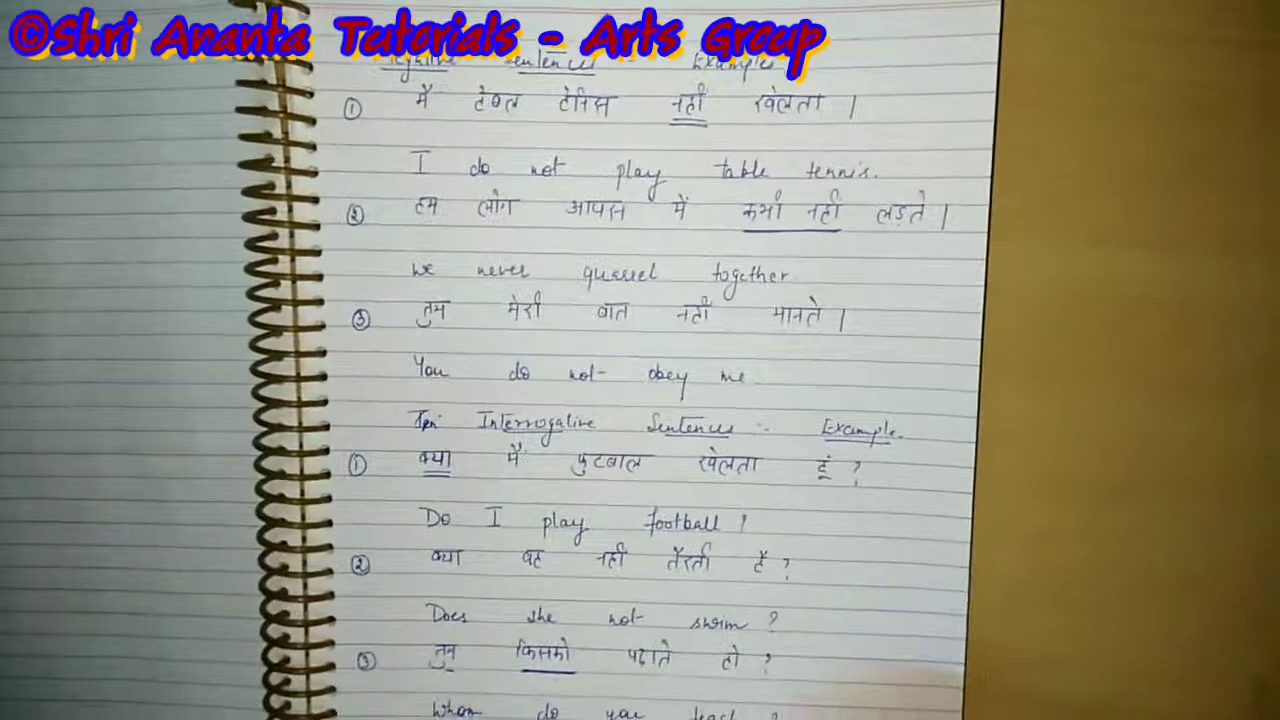 ©Shri Ananta Tutorials - Arts Group
Negative Sentences Examples
① मैं टेबल टेनिस नहीं खेलता ।
I do not play table tennis.
② हम लोग आपस में कभी नहीं लड़ते ।
We never quarrel together.
③ तुम मेरी बात नहीं मानते ।
You do not obey me
Interrogative Sentences :- Example.
① क्या मैं फुटबाल खेलता हूं ?
Do I play football ?
② क्या वह नहीं तैरती है ?
Does she not swim ?
③ तुम किसको पढाते हो ?
Whom do you teach ?